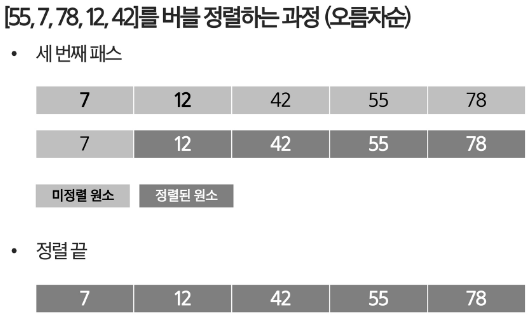 [55, 7, 78, 12, 42]를 버블 정렬하는 과정 (오름차순)
• 세 번째 패스
7 12 42 55 78
7 12 42 55 78
미정렬 원소 정렬된 원소
• 정렬 끝
7 12 42 55 78